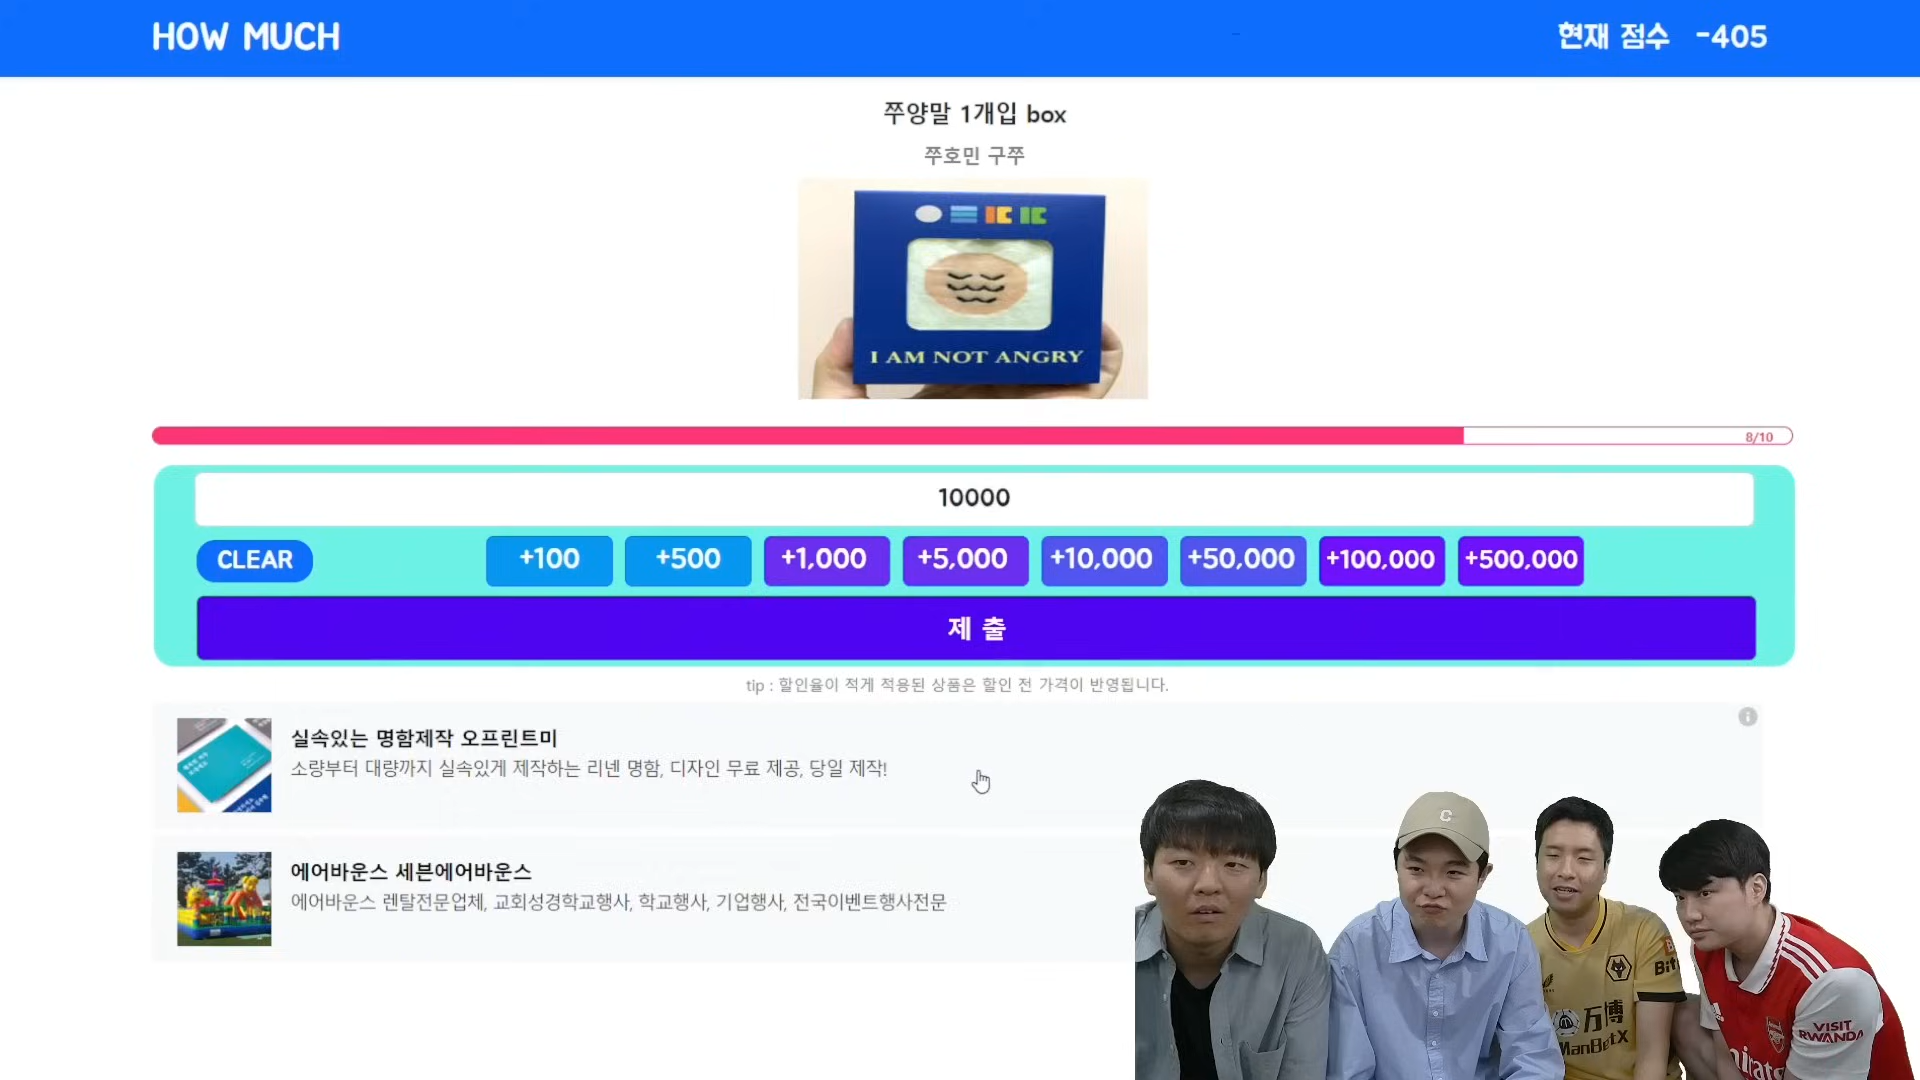 HOW MUCH
현재 점수 -405
쭈양말 1개입 box
쭈호민 구쭈
I AM NOT ANGRY
8/10
10000
CLEAR
+100
+500
+1,000
+5,000
+10,000
+50,000
+100,000
+500,000
제 출
tip : 할인율이 적게 적용된 상품은 할인 전 가격이 반영됩니다.
실속있는 명함제작 오프린트미
소량부터 대량까지 실속있게 제작하는 리넨 명함, 디자인 무료 제공, 당일 제작!
에어바운스 세븐에어바운스
에어바운스 렌탈전문업체, 교회성경학교행사, 학교행사, 기업행사, 전국이벤트행사전문
C
万博
ManBetX
VISIT
RWANDA